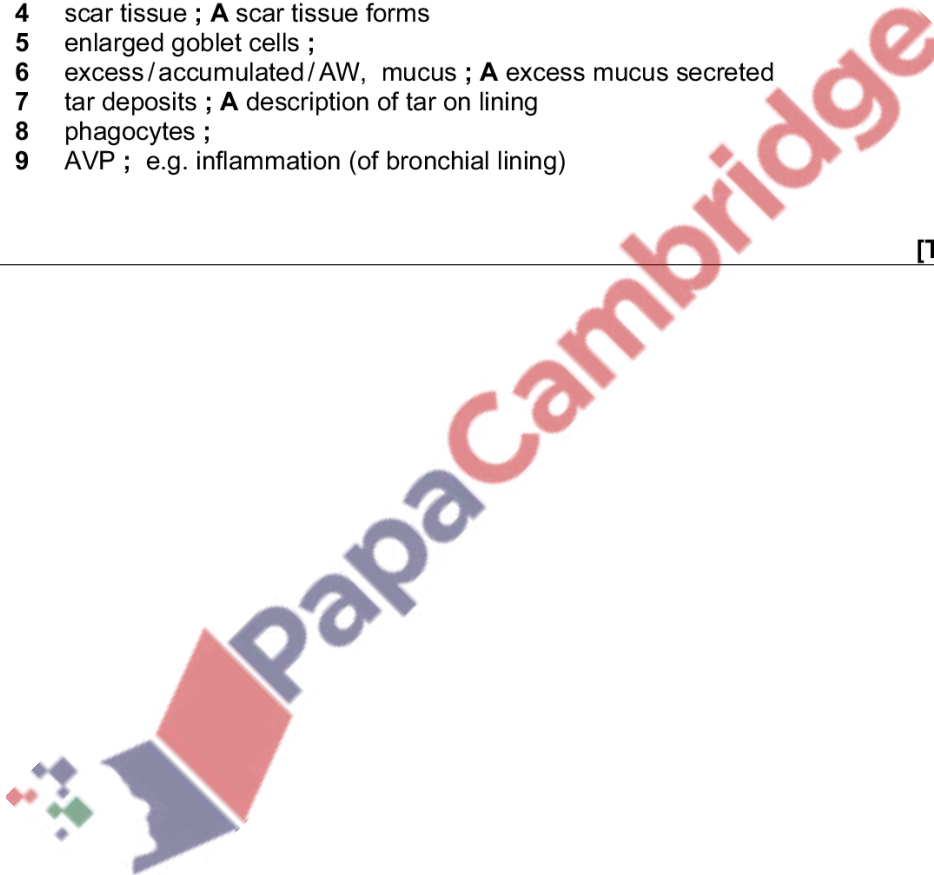 4 scar tissue ; A scar tissue forms
5 enlarged goblet cells ;
6 excess/accumulated/AW, mucus ; A excess mucus secreted
7 tar deposits ; A description of tar on lining
8 phagocytes ;
9 AVP ; e.g. inflammation (of bronchial lining)
[T
PapaCambridge